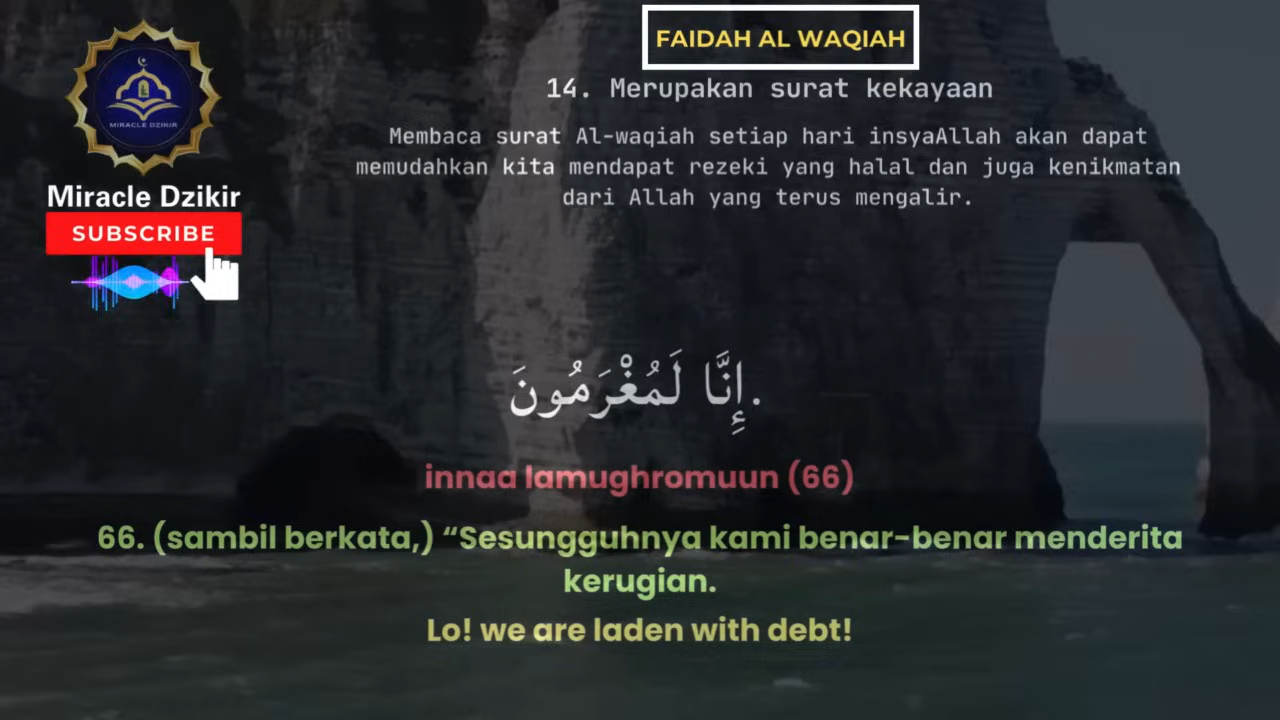 FAIDAH AL WAQIAH
14. Merupakan surat kekayaan
Membaca surat Al-waqiah setiap hari insyaAllah akan dapat
memudahkan kita mendapat rezeki yang halal dan juga kenikmatan
dari Allah yang terus mengalir.
MIRACLE DZIKIR
Miracle Dzikir
SUBSCRIBE
.إِنَّا لَمُغْرَمُونَ
innaa lamughromuun (66)
66. (sambil berkata,) “Sesungguhnya kami benar-benar menderita
kerugian.
Lo! we are laden with debt!